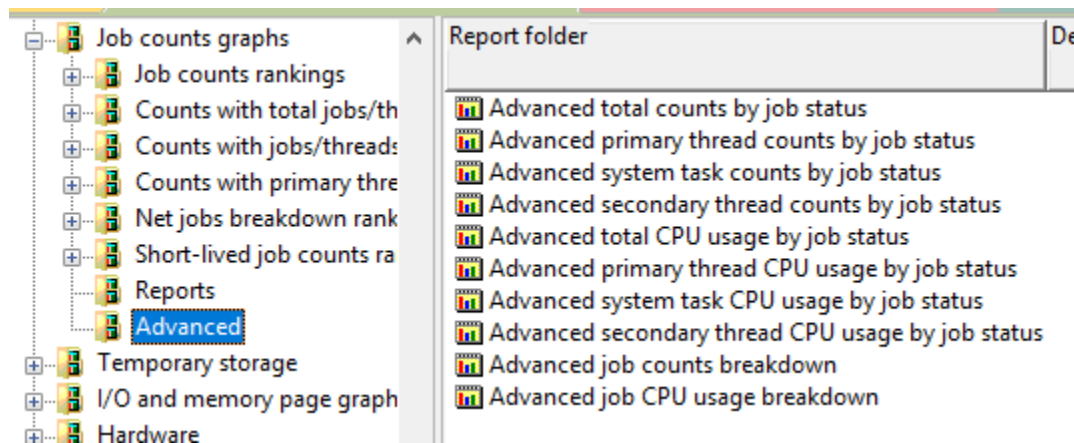 Job counts graphs
Job counts rankings
Counts with total jobs/th
Counts with jobs/threads
Counts with primary thre
Net jobs breakdown rank
Short-lived job counts ra
Reports
Advanced
Temporary storage
I/O and memory page graph
Hardware
Report folder
De
Advanced total counts by job status
Advanced primary thread counts by job status
Advanced system task counts by job status
Advanced secondary thread counts by job status
Advanced total CPU usage by job status
Advanced primary thread CPU usage by job status
Advanced system task CPU usage by job status
Advanced secondary thread CPU usage by job status
Advanced job counts breakdown
Advanced job CPU usage breakdown